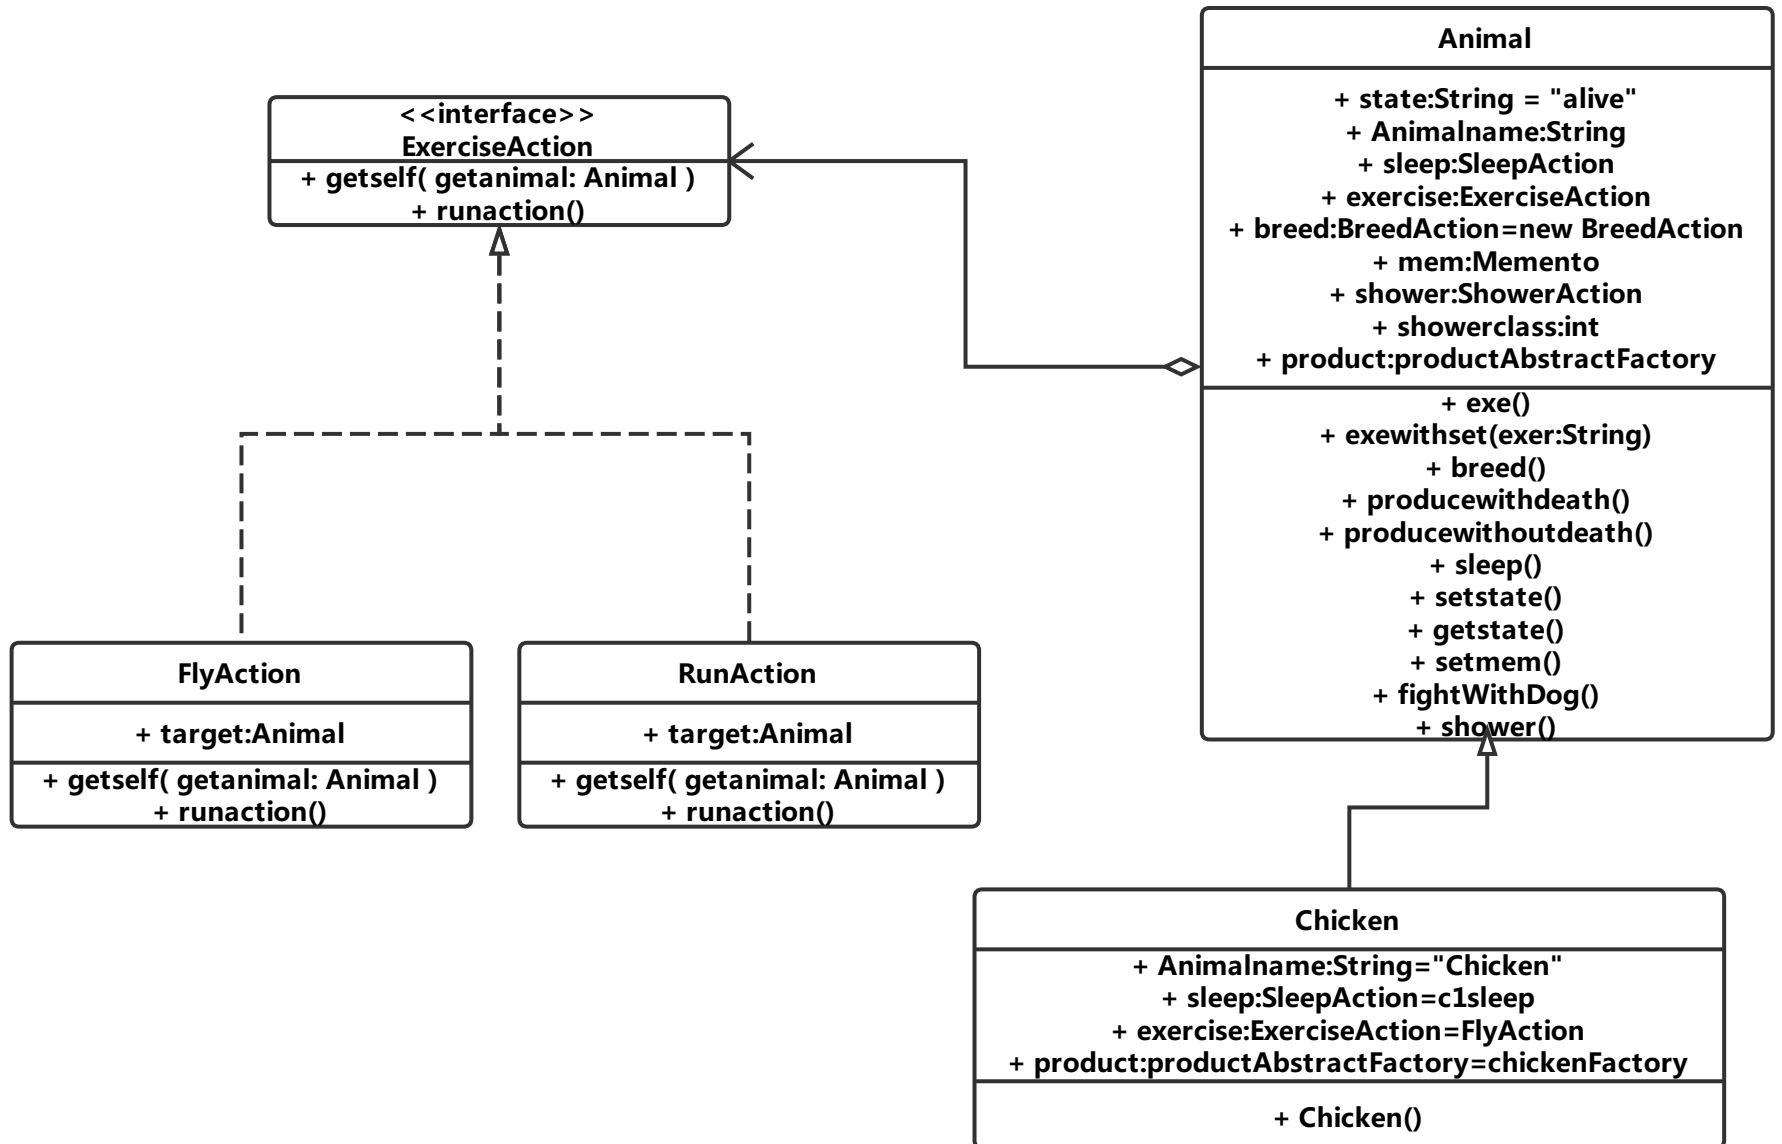 Animal
+ state:String = "alive"
+ Animalname:String
+ sleep:SleepAction
+ exercise:ExerciseAction
+ breed:BreedAction=new BreedAction
+ mem:Memento
+ shower:ShowerAction
+ showerclass:int
+ product:productAbstractFactory
+ exe()
+ exewithset(exer:String)
+ breed()
+ producewithdeath()
+ producewithoutdeath()
+ sleep()
+ setstate()
+ getstate()
+ setmem()
+ fightWithDog()
+ shower()
<<interface>>
ExerciseAction
+ getself( getanimal: Animal )
+ runaction()
FlyAction
+ target:Animal
+ getself( getanimal: Animal )
+ runaction()
RunAction
+ target:Animal
+ getself( getanimal: Animal )
+ runaction()
Chicken
+ Animalname:String="Chicken"
+ sleep:SleepAction=c1sleep
+ exercise:ExerciseAction=FlyAction
+ product:productAbstractFactory=chickenFactory
+ Chicken()